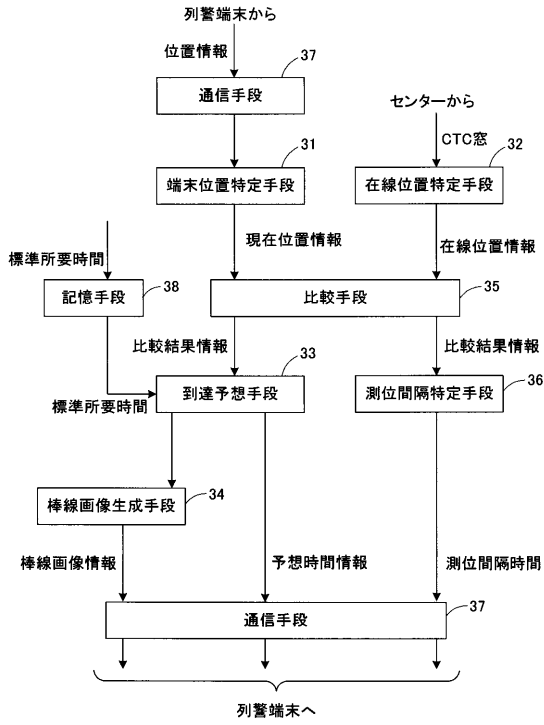 列警端末から
位置情報
37
通信手段
センターから
CTC窓
31
32
端末位置特定手段
在線位置特定手段
現在位置情報
在線位置情報
標準所要時間
38
記憶手段
比較手段
35
比較結果情報
比較結果情報
33
標準所要時間
到達予想手段
測位間隔特定手段
36
34
棒線画像生成手段
棒線画像情報
予想時間情報
測位間隔時間
37
通信手段
列警端末へ